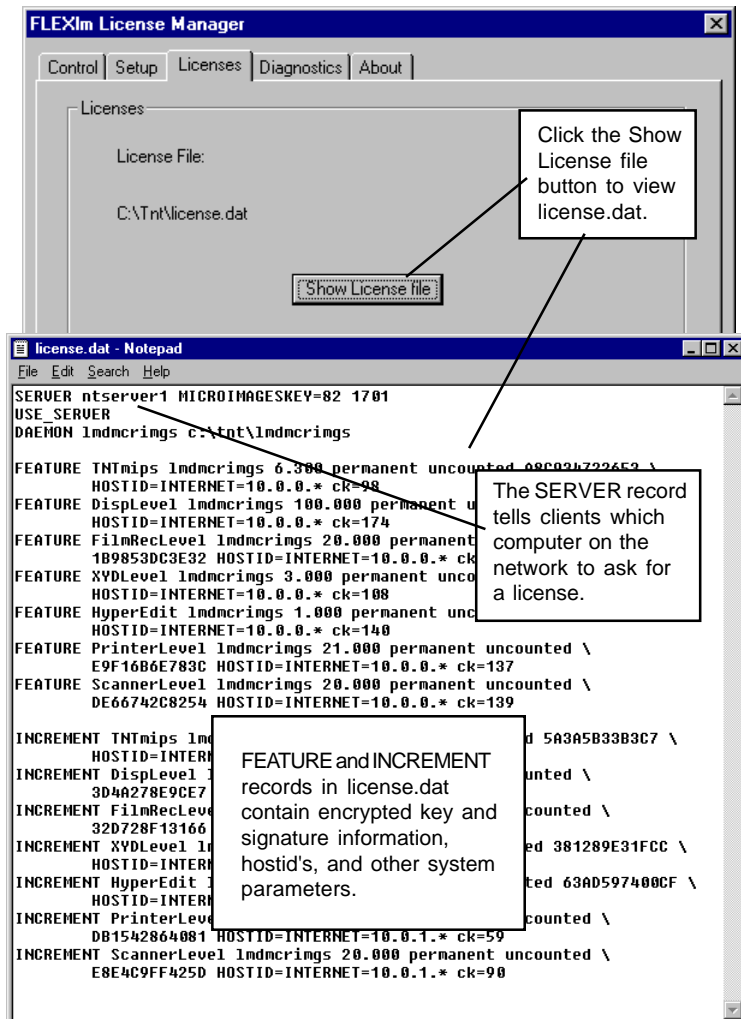 FLEXlm License Manager
Control Setup Licenses Diagnostics About
Licenses
License File:
C:\Tnt\license.dat
Show License file
Click the Show
License file
button to view
license.dat.
license.dat - Notepad
File Edit Search Help
SERVER ntserver1 MICROIMAGESKEY=82 1701
USE_SERVER
DAEMON lmdmcrimgs c:\tnt\lmdmcrimgs
FEATURE TNTmips lmdmcrimgs 6.300 permanent uncounted A8C934722653 \
HOSTID=INTERNET=10.0.0.* ck=98
FEATURE DispLevel lmdmcrimgs 100.000 permanent u
HOSTID=INTERNET=10.0.0.* ck=174
FEATURE FilmRecLevel lmdmcrimgs 20.000 permanent
1B9853DC3E32 HOSTID=INTERNET=10.0.0.* ck
FEATURE XYDLevel lmdmcrimgs 3.000 permanent unco
HOSTID=INTERNET=10.0.0.* ck=108
FEATURE HyperEdit lmdmcrimgs 1.000 permanent unc
HOSTID=INTERNET=10.0.0.* ck=140
FEATURE PrinterLevel lmdmcrimgs 21.000 permanent uncounted \
E9F16B6E783C HOSTID=INTERNET=10.0.0.* ck=137
FEATURE ScannerLevel lmdmcrimgs 20.000 permanent uncounted \
DE66742C8254 HOSTID=INTERNET=10.0.0.* ck=139
The SERVER record
tells clients which
computer on the
network to ask for
a license.
INCREMENT TNTmips lmd d 5A3A5B33B3C7 \
HOSTID=INTERN
INCREMENT DispLevel l unted \
3D4A278E9CE7
INCREMENT FilmRecLeve counted \
32D728F13166
INCREMENT XYDLevel lm ed 381289E31FCC \
HOSTID=INTERN
INCREMENT HyperEdit l ted 63AD597400CF \
HOSTID=INTERN
INCREMENT PrinterLeve counted \
DB1542864081 HOSTID=INTERNET=10.0.1.* ck=59
INCREMENT ScannerLevel lmdmcrimgs 20.000 permanent uncounted \
E8E4C9FF425D HOSTID=INTERNET=10.0.1.* ck=90
FEATURE and INCREMENT
records in license.dat
contain encrypted key and
signature information,
hostid's, and other system
parameters.